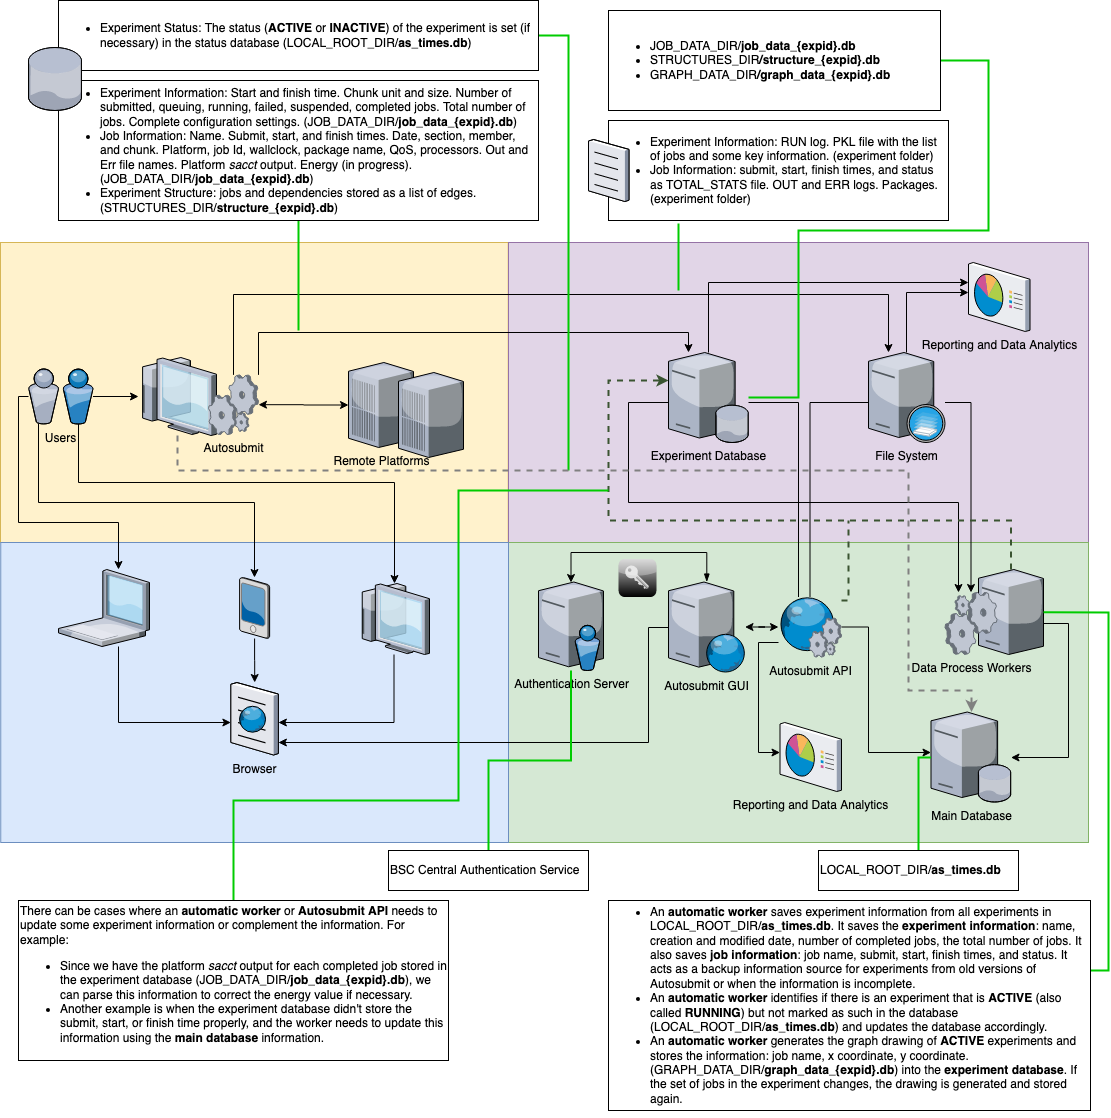 • Experiment Status: The status (ACTIVE or INACTIVE) of the experiment is set (if
necessary) in the status database (LOCAL_ROOT_DIR/as_times.db)
• JOB_DATA_DIR/job_data_{expid}.db
• STRUCTURES_DIR/structure_{expid}.db
• GRAPH_DATA_DIR/graph_data_{expid}.db
• Experiment Information: Start and finish time. Chunk unit and size. Number of
submitted, queuing, running, failed, suspended, completed jobs. Total number of
jobs. Complete configuration settings. (JOB_DATA_DIR/job_data_{expid}.db)
• Job Information: Name. Submit, start, and finish times. Date, section, member,
and chunk. Platform, job Id, wallclock, package name, QoS, processors. Out and
Err file names. Platform sacct output. Energy (in progress).
(JOB_DATA_DIR/job_data_{expid}.db)
• Experiment Structure: jobs and dependencies stored as a list of edges.
(STRUCTURES_DIR/structure_{expid}.db)
• Experiment Information: RUN log. PKL file with the list
of jobs and some key information. (experiment folder)
• Job Information: submit, start, finish times, and status
as TOTAL_STATS file. OUT and ERR logs. Packages.
(experiment folder)
Reporting and Data Analytics
Users
Autosubmit
Remote Platforms
Experiment Database
File System
Authentication Server
Autosubmit GUI
Autosubmit API
Data Process Workers
Browser
Reporting and Data Analytics
Main Database
BSC Central Authentication Service
LOCAL_ROOT_DIR/as_times.db
There can be cases where an automatic worker or Autosubmit API needs to
update some experiment information or complement the information. For
example:
• Since we have the platform sacct output for each completed job stored in
the experiment database (JOB_DATA_DIR/job_data_{expid}.db), we
can parse this information to correct the energy value if necessary.
• Another example is when the experiment database didn't store the
submit, start, or finish time properly, and the worker needs to update this
information using the main database information.
• An automatic worker saves experiment information from all experiments in
LOCAL_ROOT_DIR/as_times.db. It saves the experiment information: name,
creation and modified date, number of completed jobs, the total number of jobs. It
also saves job information: job name, submit, start, finish times, and status. It
acts as a backup information source for experiments from old versions of
Autosubmit or when the information is incomplete.
• An automatic worker identifies if there is an experiment that is ACTIVE (also
called RUNNING) but not marked as such in the database
(LOCAL_ROOT_DIR/as_times.db) and updates the database accordingly.
• An automatic worker generates the graph drawing of ACTIVE experiments and
stores the information: job name, x coordinate, y coordinate.
(GRAPH_DATA_DIR/graph_data_{expid}.db) into the experiment database. If
the set of jobs in the experiment changes, the drawing is generated and stored
again.